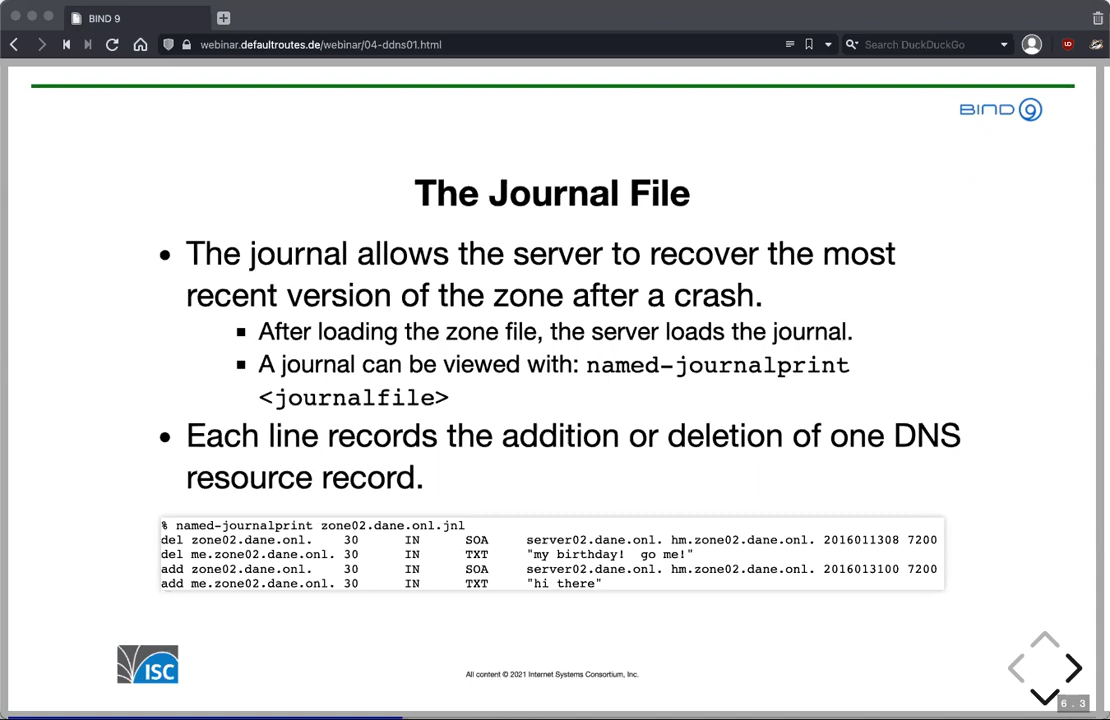 BIND 9
webinar.defaultroutes.de/webinar/04-ddns01.html
Search DuckDuckGo
BIND 9
The Journal File
• The journal allows the server to recover the most
recent version of the zone after a crash.
▪ After loading the zone file, the server loads the journal.
▪ A journal can be viewed with: named-journalprint
<journalfile>
• Each line records the addition or deletion of one DNS
resource record.
% named-journalprint zone02.dane.onl.jnl
del zone02.dane.onl. 30 IN SOA server02.dane.onl. hm.zone02.dane.onl. 2016011308 7200
del me.zone02.dane.onl. 30 IN TXT "my birthday!  go me!"
add zone02.dane.onl. 30 IN SOA server02.dane.onl. hm.zone02.dane.onl. 2016013100 7200
add me.zone02.dane.onl. 30 IN TXT "hi there"
ISC
All content © 2021 Internet Systems Consortium, Inc.
6 . 3